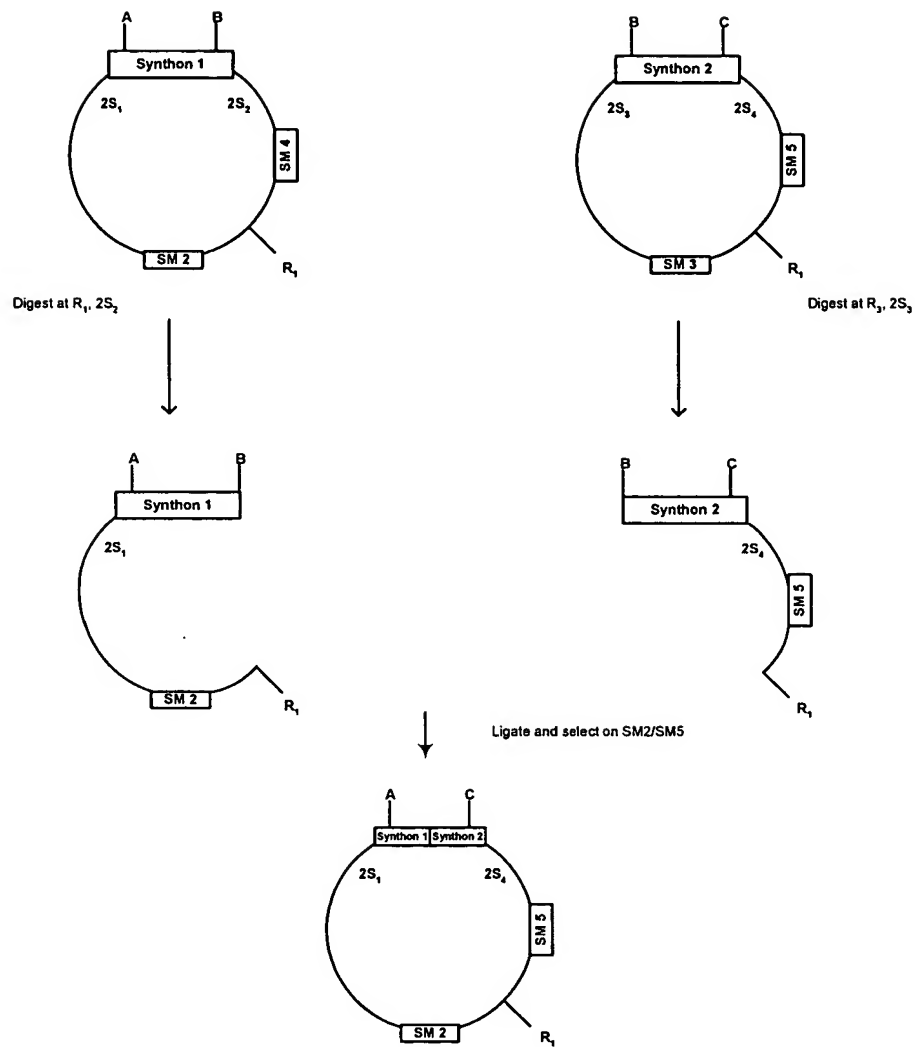 A B
Synthon 1
2S₁ 2S₂
SM 4
SM 2
R₁
B C
Synthon 2
2S₃ 2S₄
SM 5
SM 3
R₁
Digest at R₁, 2S₂
Digest at R₃, 2S₃
A B
Synthon 1
2S₁
SM 2
R₁
B C
Synthon 2
2S₄
SM 5
R₁
Ligate and select on SM2/SM5
A C
Synthon 1 Synthon 2
2S₁ 2S₄
SM 5
SM 2
R₁